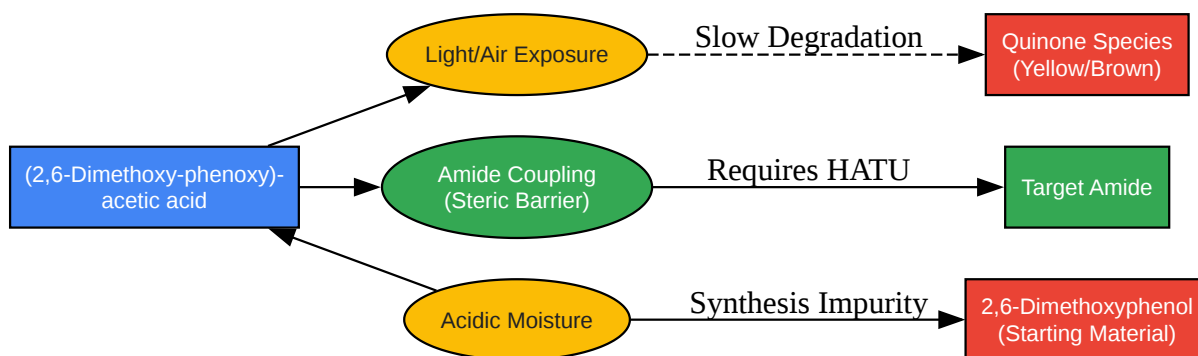 Light/Air Exposure
Slow Degradation
Quinone Species
(Yellow/Brown)
(2,6-Dimethoxy-phenoxy)-
acetic acid
Amide Coupling
(Steric Barrier)
Requires HATU
Target Amide
Acidic Moisture
Synthesis Impurity
2,6-Dimethoxyphenol
(Starting Material)